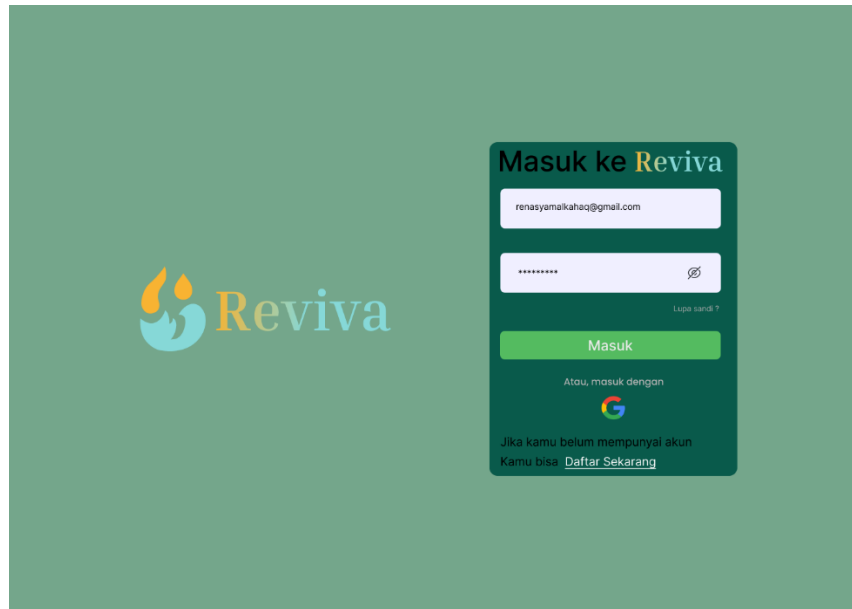 Reviva
Masuk ke Reviva
renasyamalkahaq@gmail.com
*********
Lupa sandi ?
Masuk
Atau, masuk dengan
Jika kamu belum mempunyai akun
Kamu bisa Daftar Sekarang